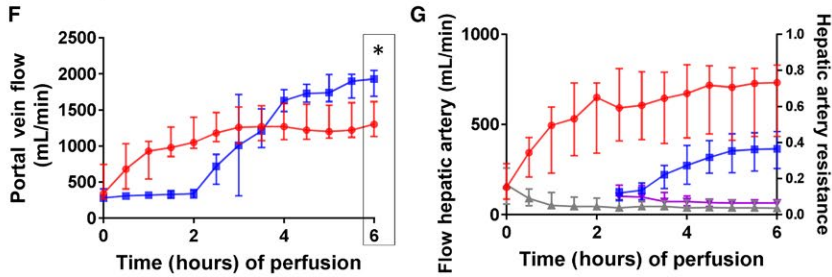 F
Portal vein flow
(mL/min)
2500
2000
1500
1000
500
0
*
0 2 4 6
Time (hours) of perfusion
G
Flow hepatic artery (mL/min)
1000
500
0
0 2 4 6
Time (hours) of perfusion
1.0
0.8
0.6
0.4
0.2
0.0
Hepatic artery
resistance